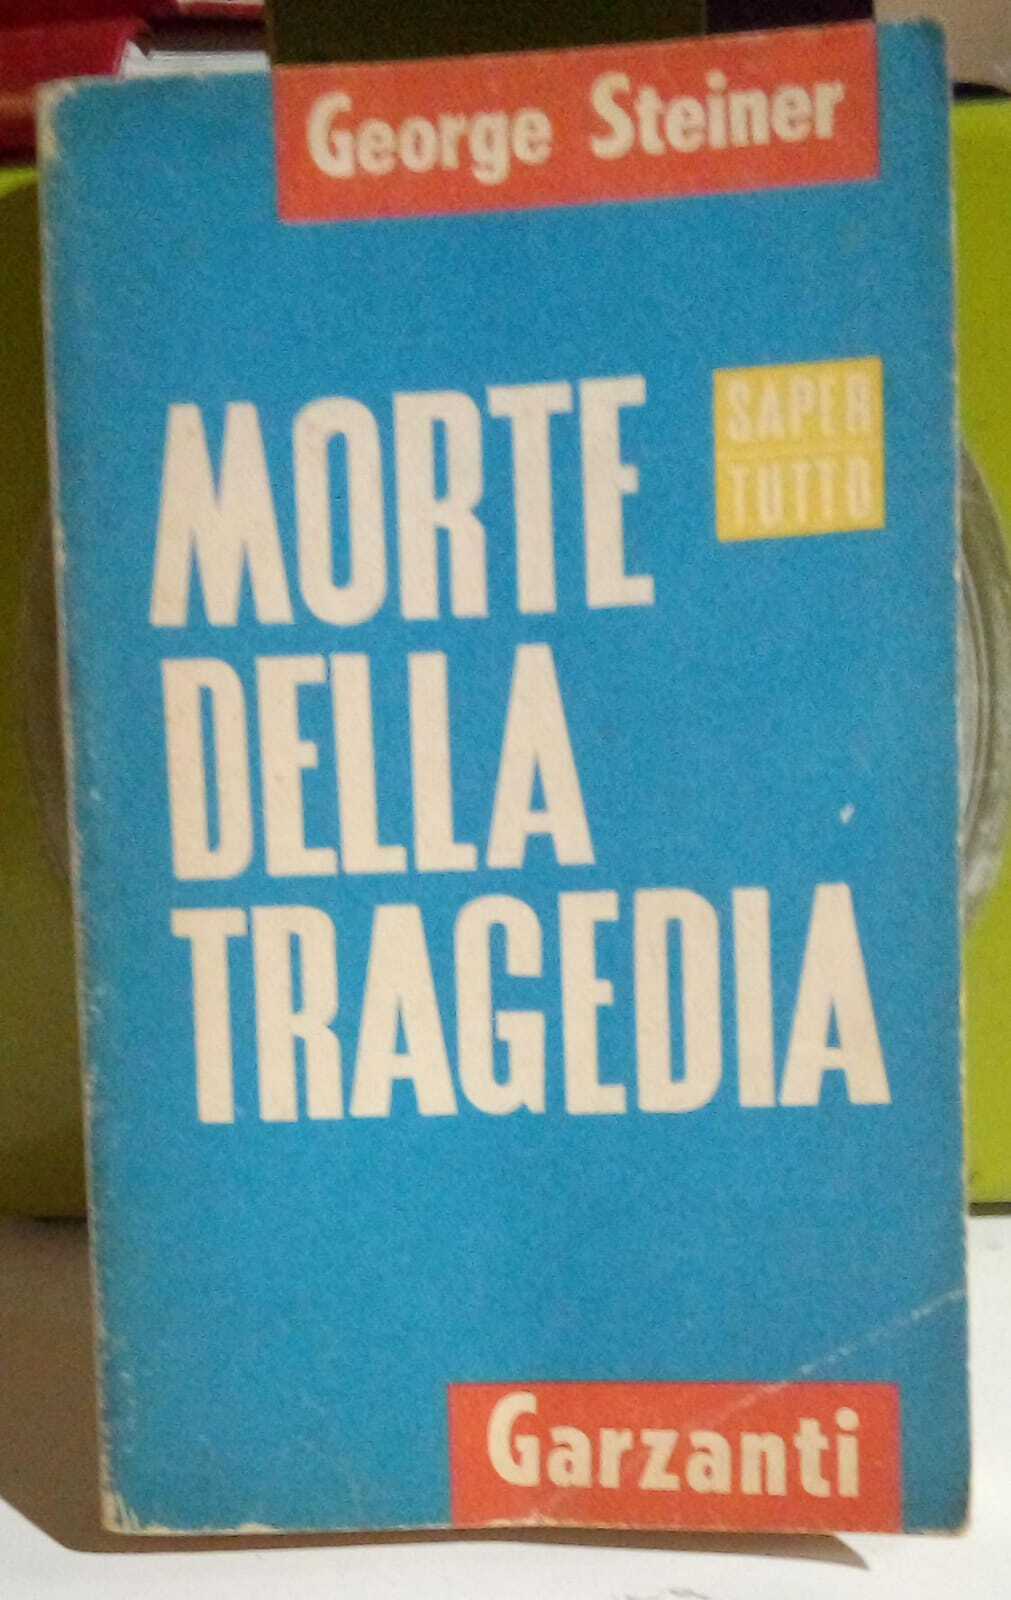 George Steiner
SAPER
TUTTO
MORTE
DELLA
TRAGEDIA
Garzanti